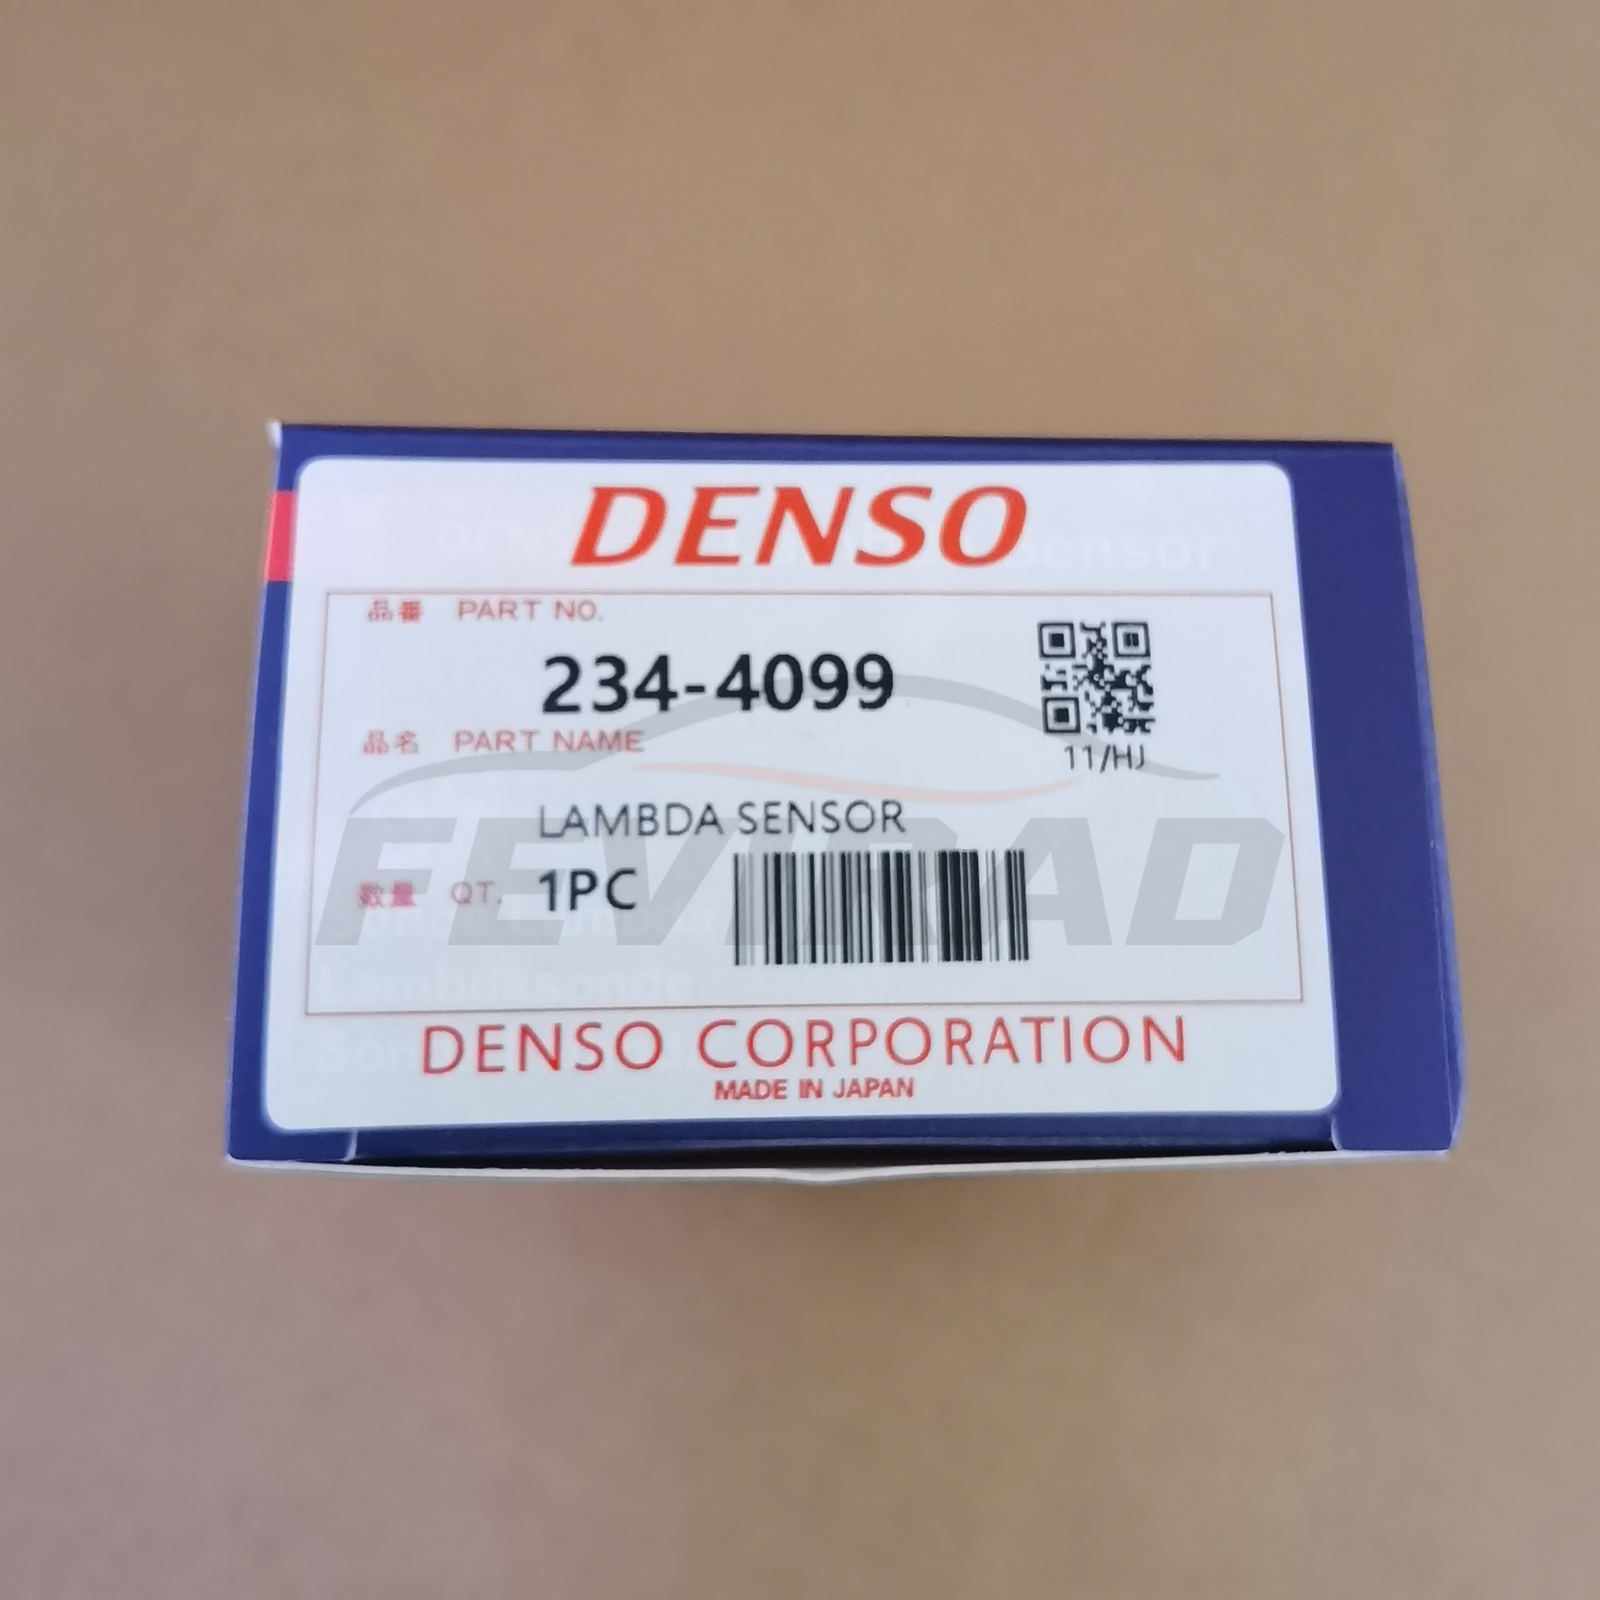 DENSO
品番 PART NO.
234-4099
11/HJ
品名 PART NAME
LAMBDA SENSOR
数量 QT. 1PC
FEVIRAD
Lambdasonde
DENSO CORPORATION
MADE IN JAPAN